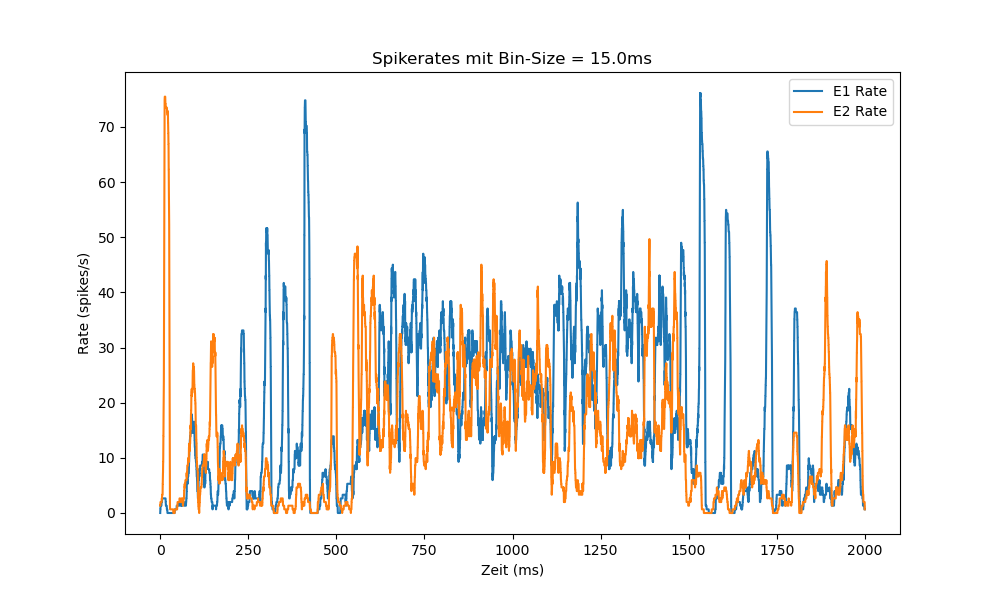 Spikerates mit Bin-Size = 15.0ms
E1 Rate
E2 Rate
Rate (spikes/s)
70
60
50
40
30
20
10
0
0 250 500 750 1000 1250 1500 1750 2000
Zeit (ms)